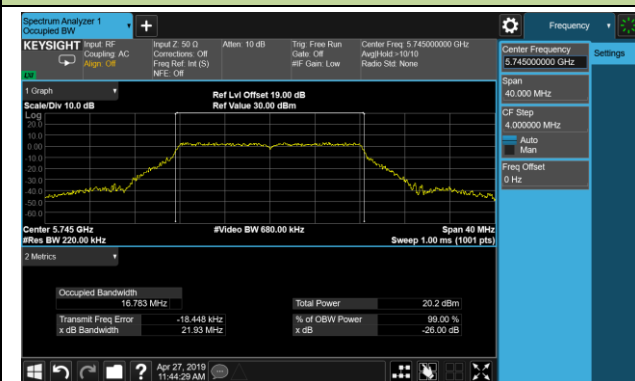 Spectrum Analyzer 1
Occupied BW
+
Frequency
KEYSIGHT
Input: RF
Coupling: AC
Align: Off
Input Z: 50 Ω
Corrections: Off
Freq Ref: Int (S)
NFE: Off
Atten: 10 dB
Trig: Free Run
Gate: Off
#IF Gain: Low
Center Freq: 5.745000000 GHz
Avg|Hold:>10/10
Radio Std: None
Center Frequency
5.745000000 GHz
Settings
Span
40.000 MHz
CF Step
4.000000 MHz
Auto
Man
Freq Offset
0 Hz
1 Graph
Scale/Div 10.0 dB
Ref Lvl Offset 19.00 dB
Ref Value 30.00 dBm
Log
20.0
10.0
0.00
-10.0
-20.0
-30.0
-40.0
-50.0
-60.0
Center 5.745 GHz
#Res BW 220.00 kHz
#Video BW 680.00 kHz
Span 40 MHz
Sweep 1.00 ms (1001 pts)
2 Metrics
Occupied Bandwidth
16.783 MHz
Transmit Freq Error -18.448 kHz
x dB Bandwidth 21.93 MHz
Total Power 20.2 dBm
% of OBW Power 99.00 %
x dB -26.00 dB
?
Apr 27, 2019
11:44:29 AM